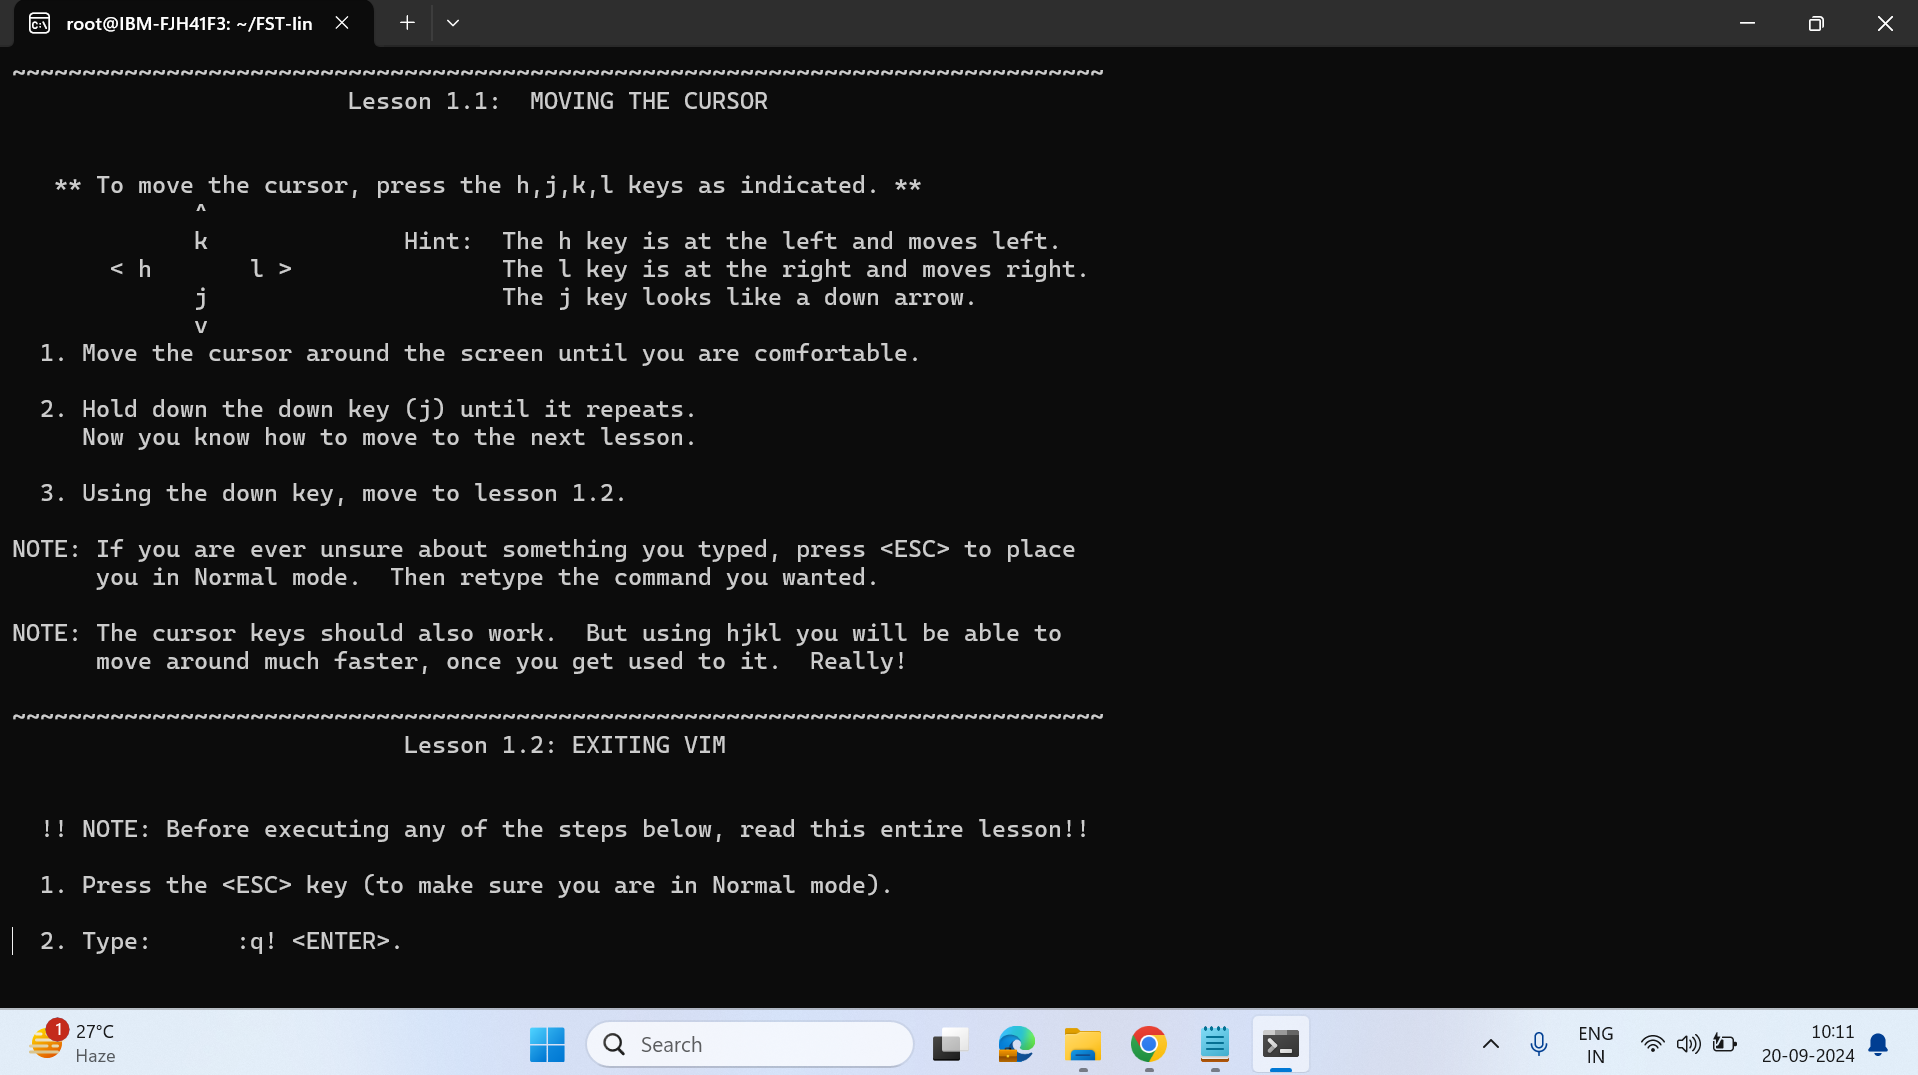 root@IBM-FJH41F3: ~/FST-lin
~~~~~~~~~~~~~~~~~~~~~~~~~~~~~~~~~~~~~~~~~~~~~~~~~~~~~~~~~~~~~~~~~~~~~~~~~~~~~~
Lesson 1.1:  MOVING THE CURSOR
** To move the cursor, press the h,j,k,l keys as indicated. **
^
k              Hint:  The h key is at the left and moves left.
< h       l >               The l key is at the right and moves right.
j                     The j key looks like a down arrow.
v
1. Move the cursor around the screen until you are comfortable.
2. Hold down the down key (j) until it repeats.
Now you know how to move to the next lesson.
3. Using the down key, move to lesson 1.2.
NOTE: If you are ever unsure about something you typed, press <ESC> to place
you in Normal mode.  Then retype the command you wanted.
NOTE: The cursor keys should also work.  But using hjkl you will be able to
move around much faster, once you get used to it.  Really!
~~~~~~~~~~~~~~~~~~~~~~~~~~~~~~~~~~~~~~~~~~~~~~~~~~~~~~~~~~~~~~~~~~~~~~~~~~~~~~
Lesson 1.2: EXITING VIM
!! NOTE: Before executing any of the steps below, read this entire lesson!!
1. Press the <ESC> key (to make sure you are in Normal mode).
2. Type:      :q! <ENTER>.
1
27°C
Haze
Search
ENG
IN
10:11
20-09-2024